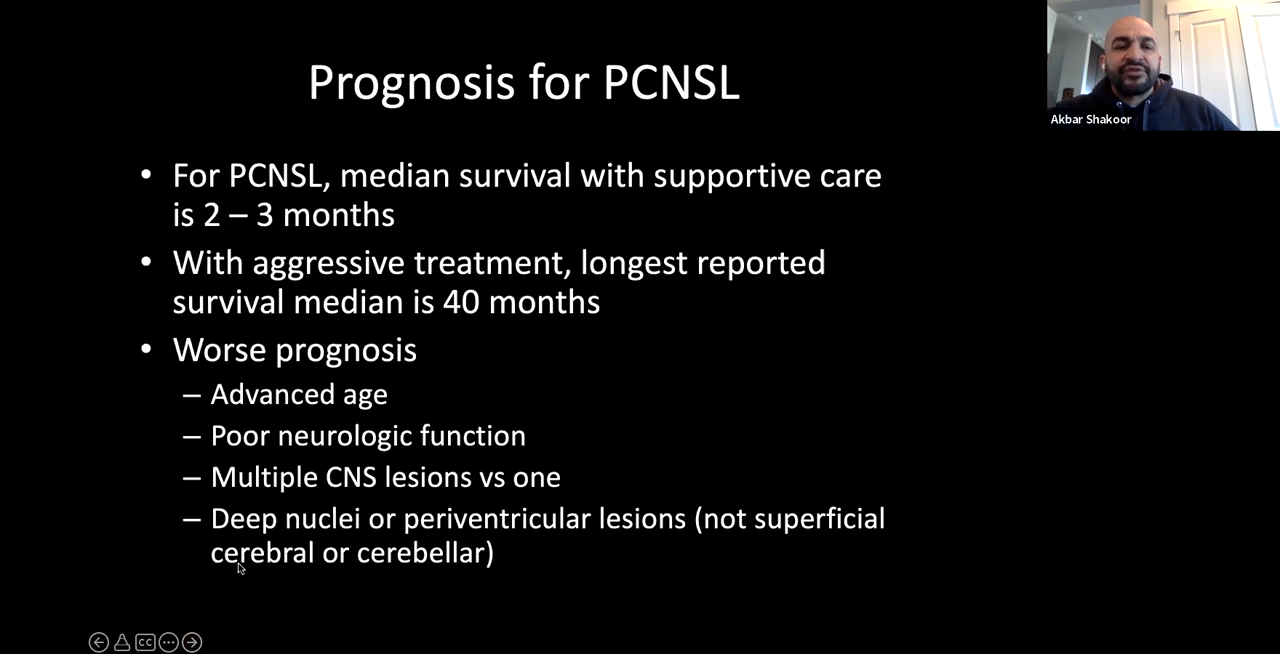 Prognosis for PCNSL
Akbar Shakoor
• For PCNSL, median survival with supportive care
is 2 – 3 months
• With aggressive treatment, longest reported
survival median is 40 months
• Worse prognosis
– Advanced age
– Poor neurologic function
– Multiple CNS lesions vs one
– Deep nuclei or periventricular lesions (not superficial
cerebral or cerebellar)
CC